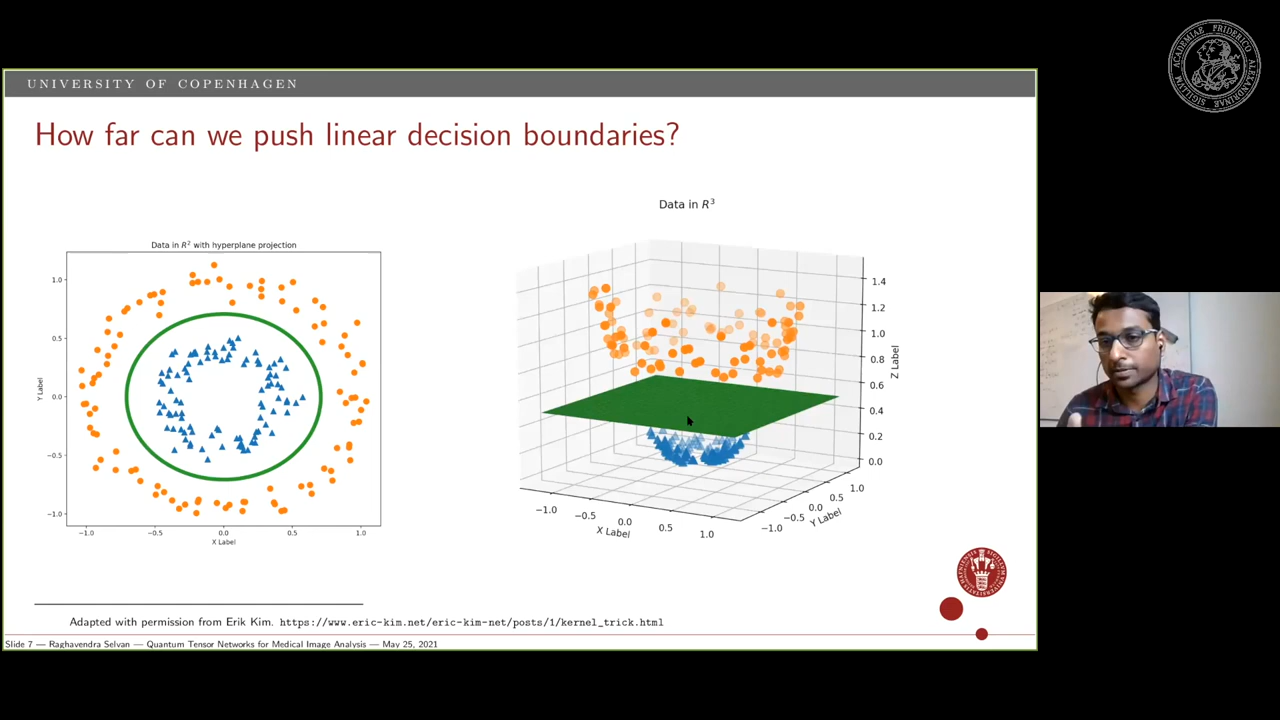 UNIVERSITY OF COPENHAGEN
How far can we push linear decision boundaries?
Data in R² with hyperplane projection
1.0
0.5
0.0
−0.5
−1.0
Y Label
−1.0 −0.5 0.0 0.5 1.0
X Label
Data in R³
1.4
1.2
1.0
0.8
0.6
0.4
0.2
0.0
Z Label
−1.0 −0.5 0.0 0.5 1.0
X Label
−1.0 −0.5 0.0 0.5 1.0
Y Label
Adapted with permission from Erik Kim. https://www.eric-kim.net/eric-kim-net/posts/1/kernel_trick.html
Slide 7 — Raghavendra Selvan — Quantum Tensor Networks for Medical Image Analysis — May 25, 2021
ACADEMIAE FRIDERICO ALEXANDRINAE SIGILLVM